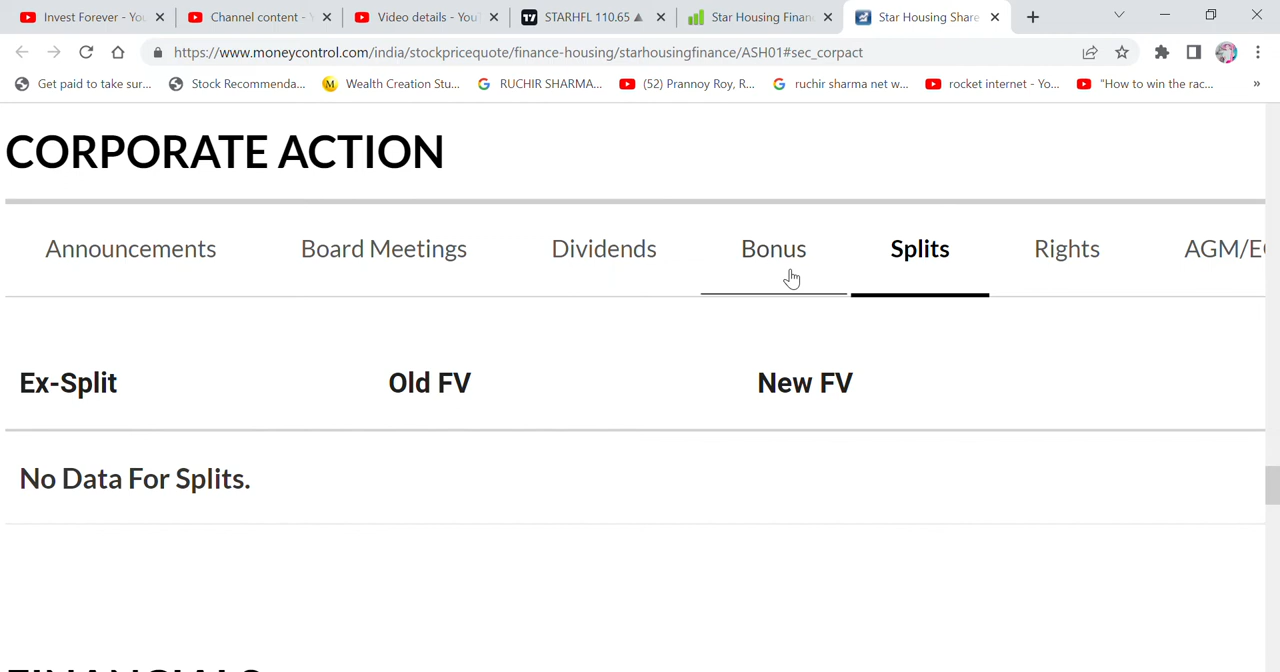 Invest Forever - You
Channel content -
Video details - YouT
STARHFL 110.65 ▲
Star Housing Finan
Star Housing Share
https://www.moneycontrol.com/india/stockpricequote/finance-housing/starhousingfinance/ASH01#sec_corpact
Get paid to take sur...
Stock Recommenda...
Wealth Creation Stu...
RUCHIR SHARMA...
(52) Prannoy Roy, R...
ruchir sharma net w...
rocket internet - Yo...
"How to win the rac...
»
CORPORATE ACTION
Announcements Board Meetings Dividends Bonus Splits Rights AGM/E
Ex-Split Old FV New FV
No Data For Splits.
FINANCIALS